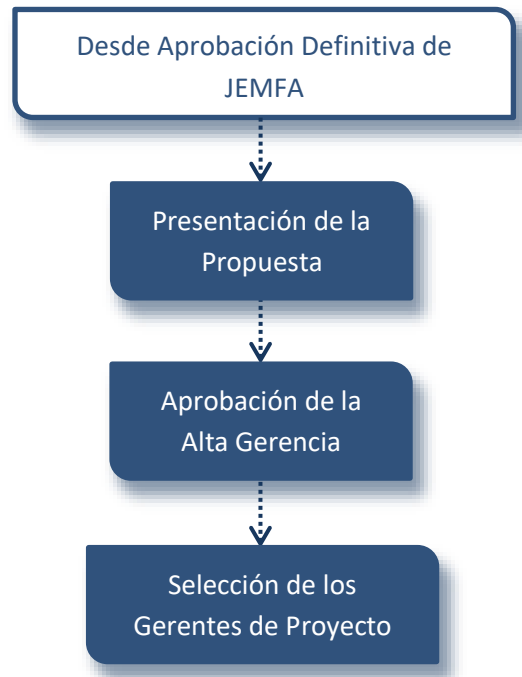 Desde Aprobación Definitiva de
JEMFA
Presentación de la
Propuesta
Aprobación de la
Alta Gerencia
Selección de los
Gerentes de Proyecto